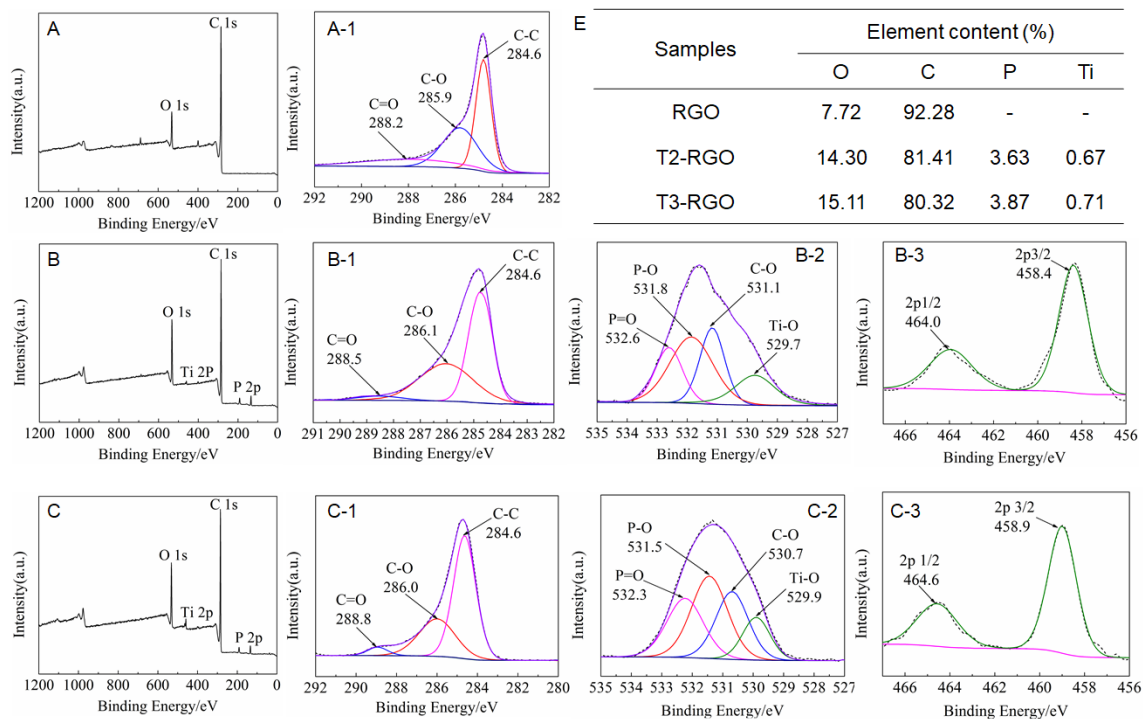 A
C 1s
O 1s
Intensity(a.u.)
1200 1000 800 600 400 200 0
Binding Energy/eV
A-1
C-C
284.6
C-O
285.9
C=O
288.2
Intensity(a.u.)
292 290 288 286 284 282
Binding Energy/eV
E
Samples
Element content (%)
O C P Ti
RGO 7.72 92.28 - -
T2-RGO 14.30 81.41 3.63 0.67
T3-RGO 15.11 80.32 3.87 0.71
B
C 1s
O 1s
Ti 2P
P 2p
Intensity(a.u.)
1200 1000 800 600 400 200 0
Binding Energy/eV
B-1
C-C
284.6
C-O
286.1
C=O
288.5
Intensity(a.u.)
291 290 289 288 287 286 285 284 283 282
Binding Energy/eV
B-2
P-O
531.8
C-O
531.1
P=O
532.6
Ti-O
529.7
Intensity(a.u.)
535 534 533 532 531 530 529 528 527
Binding Energy/eV
B-3
2p3/2
458.4
2p1/2
464.0
Intensity(a.u.)
466 464 462 460 458 456
Binding Energy/eV
C
C 1s
O 1s
Ti 2p
P 2p
Intensity(a.u.)
1200 1000 800 600 400 200 0
Binding Energy/eV
C-1
C-C
284.6
C-O
286.0
C=O
288.8
Intensity(a.u.)
292 290 288 286 284 282 280
Binding Energy/eV
C-2
P-O
531.5
C-O
530.7
P=O
532.3
Ti-O
529.9
Intensity(a.u.)
535 534 533 532 531 530 529 528 527
Binding Energy/eV
C-3
2p 3/2
458.9
2p 1/2
464.6
Intensity(a.u.)
466 464 462 460 458 456
Binding Energy/eV